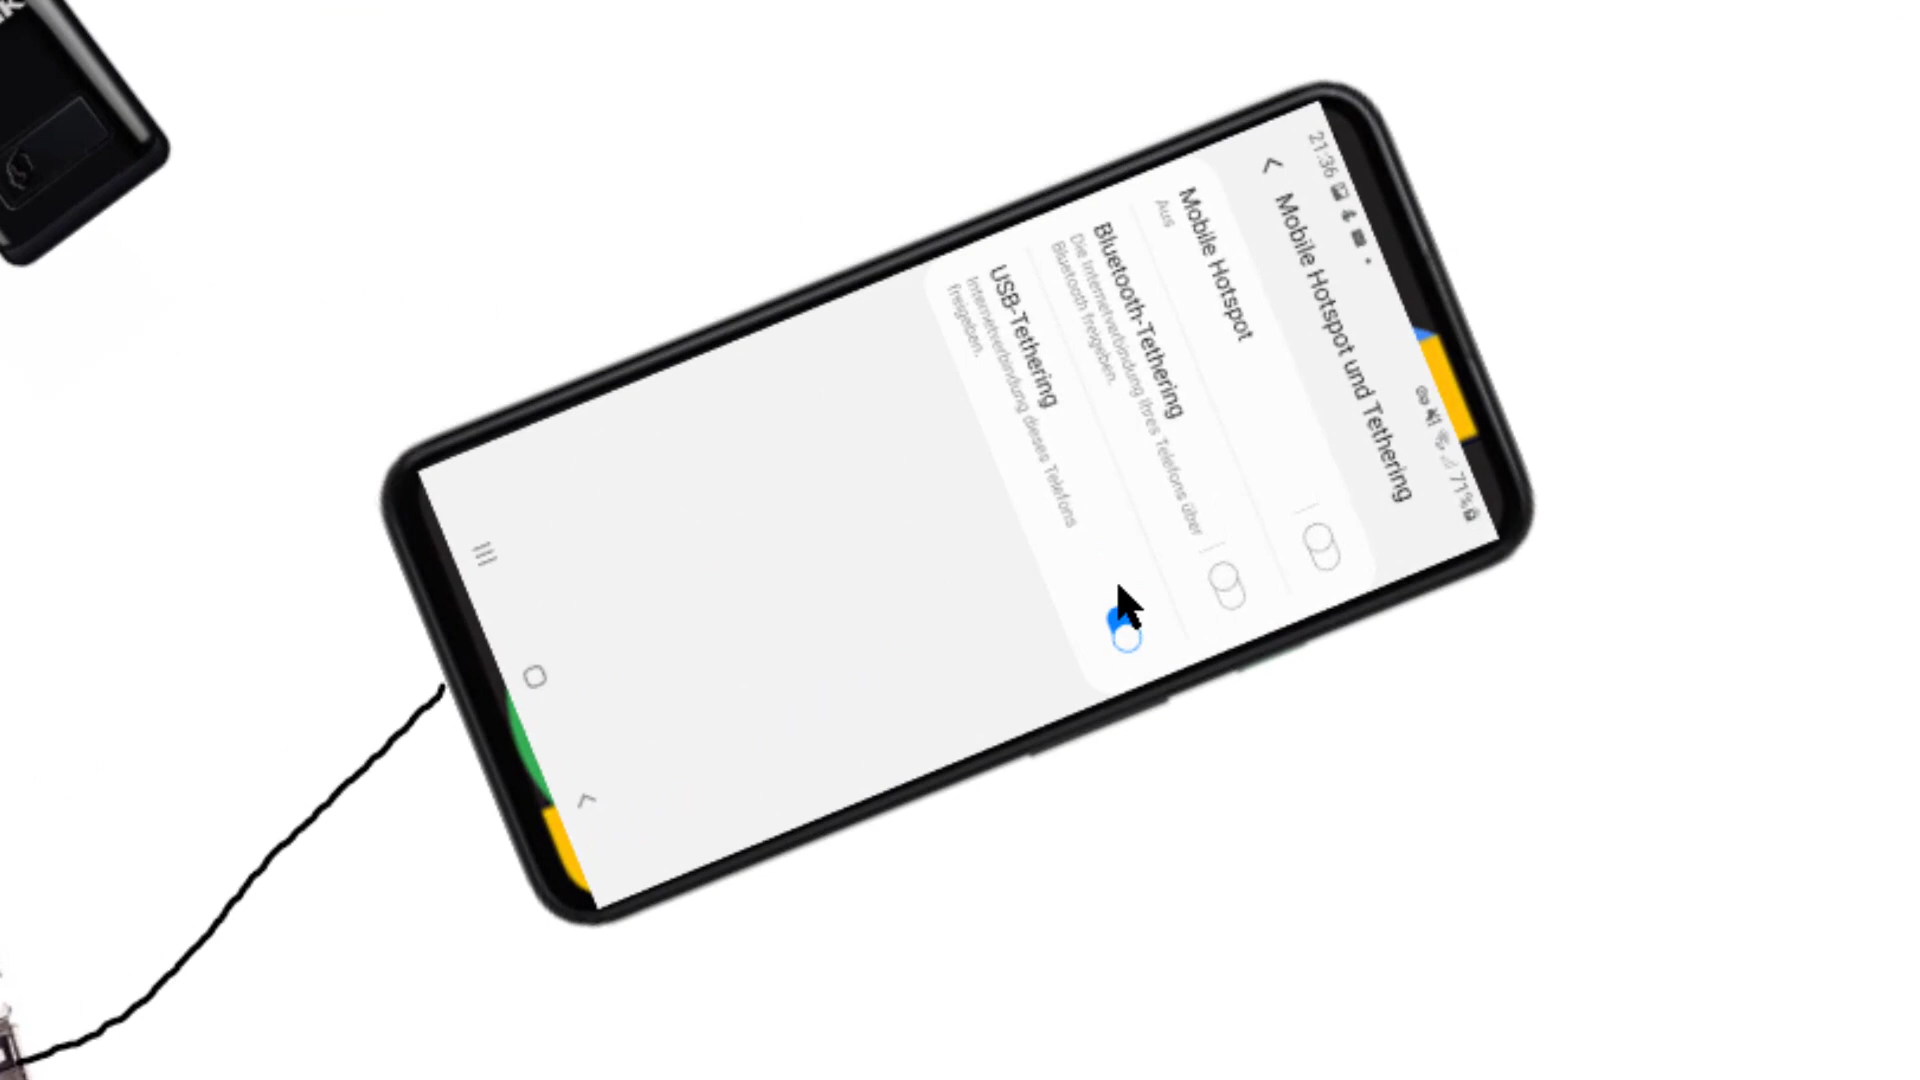 21:36
71%
Mobile Hotspot und Tethering
Mobile Hotspot
Aus
Bluetooth-Tethering
Die Internetverbindung Ihres Telefons über
Bluetooth freigeben.
USB-Tethering
Internetverbindung dieses Telefons
freigeben.